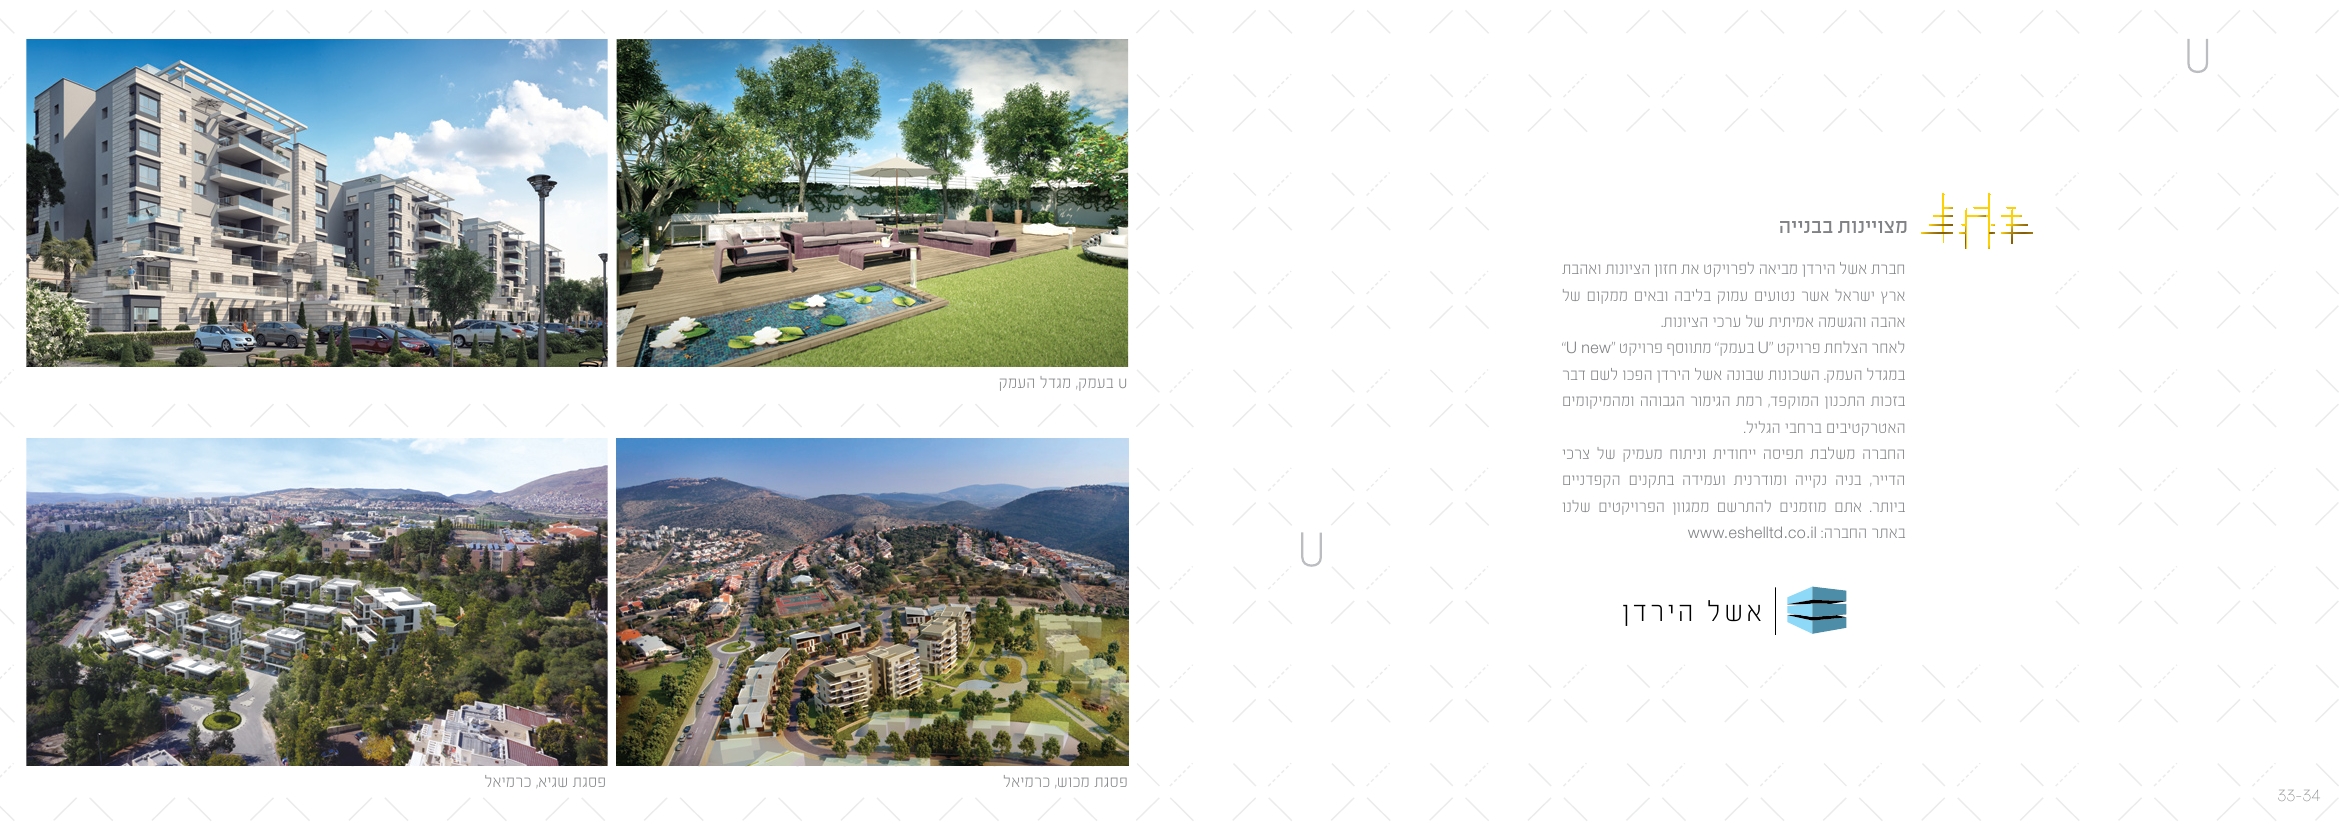 U
מצויינות בבנייה
חברת אשל הירדן מביאה לפרויקט את חזון הציונות ואהבת
ארץ ישראל אשר נטועים עמוק בליבה ובאים ממקום של
אהבה והגשמה אמיתית של ערכי הציונות.
לאחר הצלחת פרויקט "U בעמק" מתווסף פרויקט "U new"
במגדל העמק. השכונות שבונה אשל הירדן הפכו לשם דבר
בזכות התכנון המוקפד, רמת הגימור הגבוהה ומהמיקומים
האטרקטיבים ברחבי הגליל.
החברה משלבת תפיסה ייחודית וניתוח מעמיק של צרכי
הדייר, בניה נקייה ומודרנית ועמידה בתקנים הקפדניים
ביותר. אתם מוזמנים להתרשם ממגוון הפרויקטים שלנו
באתר החברה: www.eshelltd.co.il
אשל הירדן
U
U בעמק, מגדל העמק
פסגת מכוש, כרמיאל
פסגת שגיא, כרמיאל
33-34